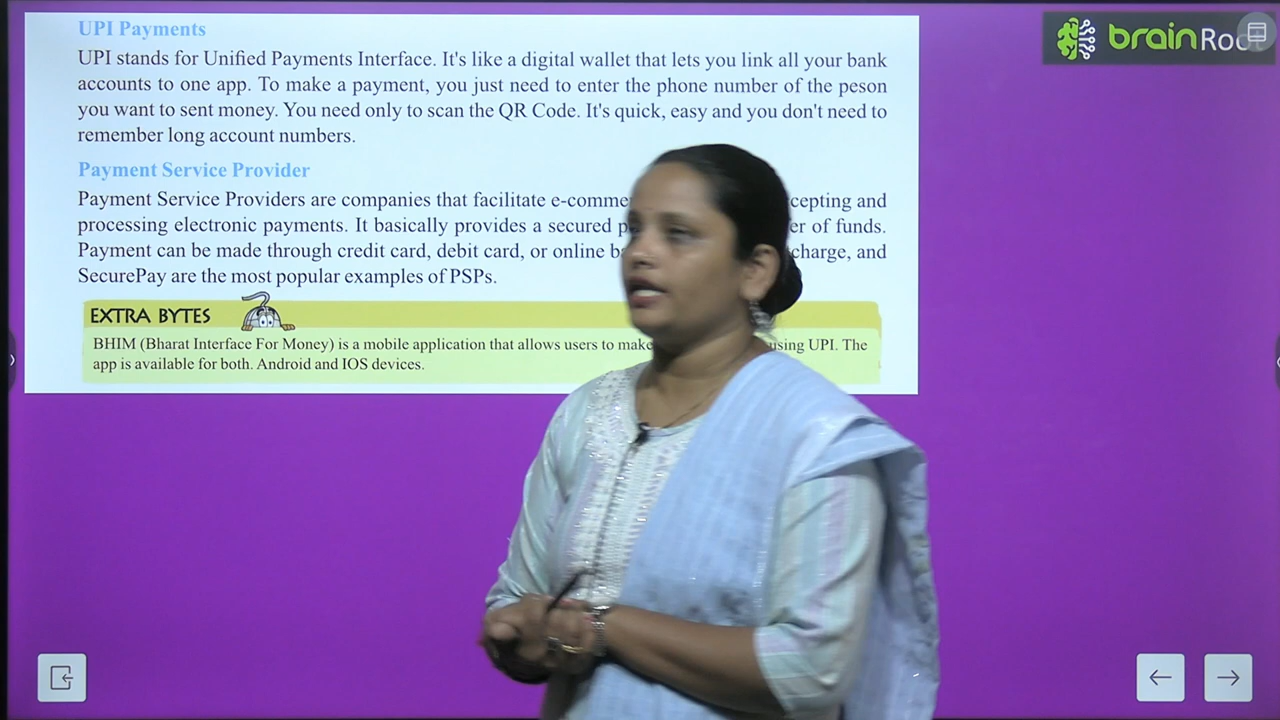 UPI Payments
brainRoot
UPI stands for Unified Payments Interface. It's like a digital wallet that lets you link all your bank
accounts to one app. To make a payment, you just need to enter the phone number of the peson
you want to sent money. You need only to scan the QR Code. It's quick, easy and you don't need to
remember long account numbers.
Payment Service Provider
Payment Service Providers are companies that facilitate and
processing electronic payments. It basically provides a secured of funds.
Payment can be made through credit card, debit card, or online and
SecurePay are the most popular examples of PSPs.
EXTRA BYTES
BHIM (Bharat Interface For Money) is a mobile application that allows users to make using UPI. The
app is available for both. Android and IOS devices.